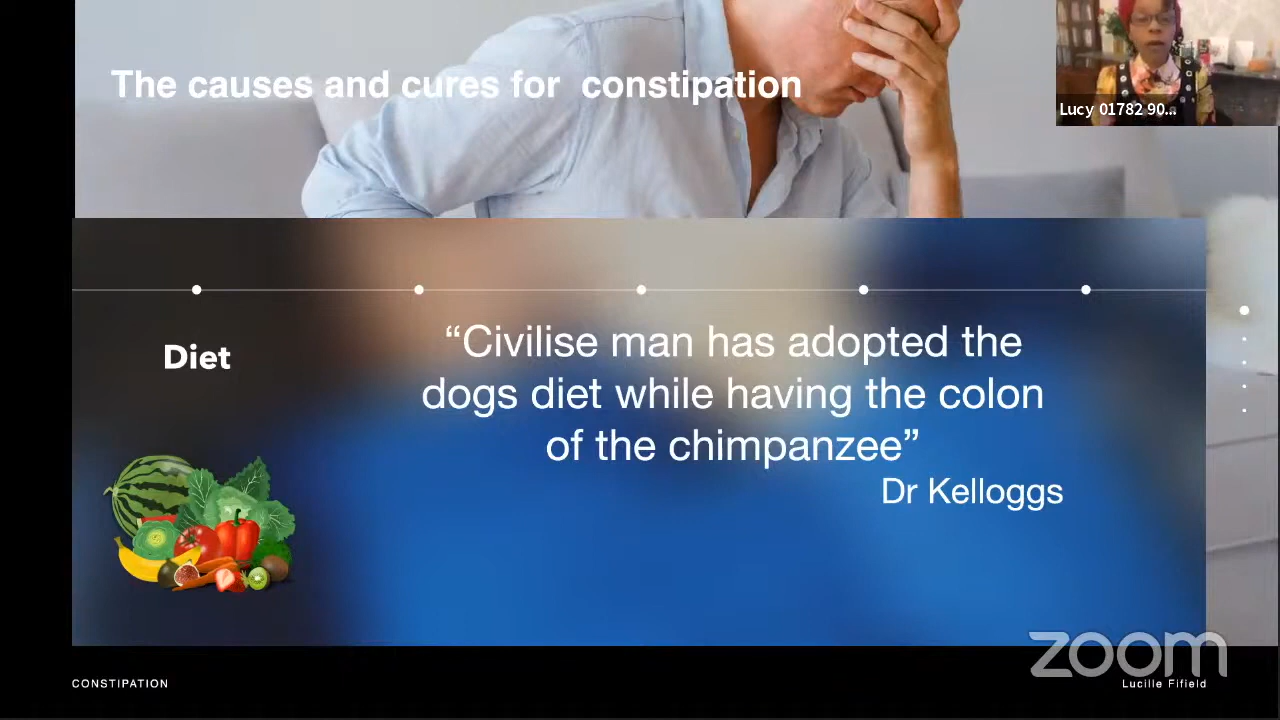 The causes and cures for  constipation
Lucy 01782 90...
Diet
“Civilise man has adopted the
dogs diet while having the colon
of the chimpanzee”
Dr Kelloggs
zoom
CONSTIPATION
Lucille Fifield